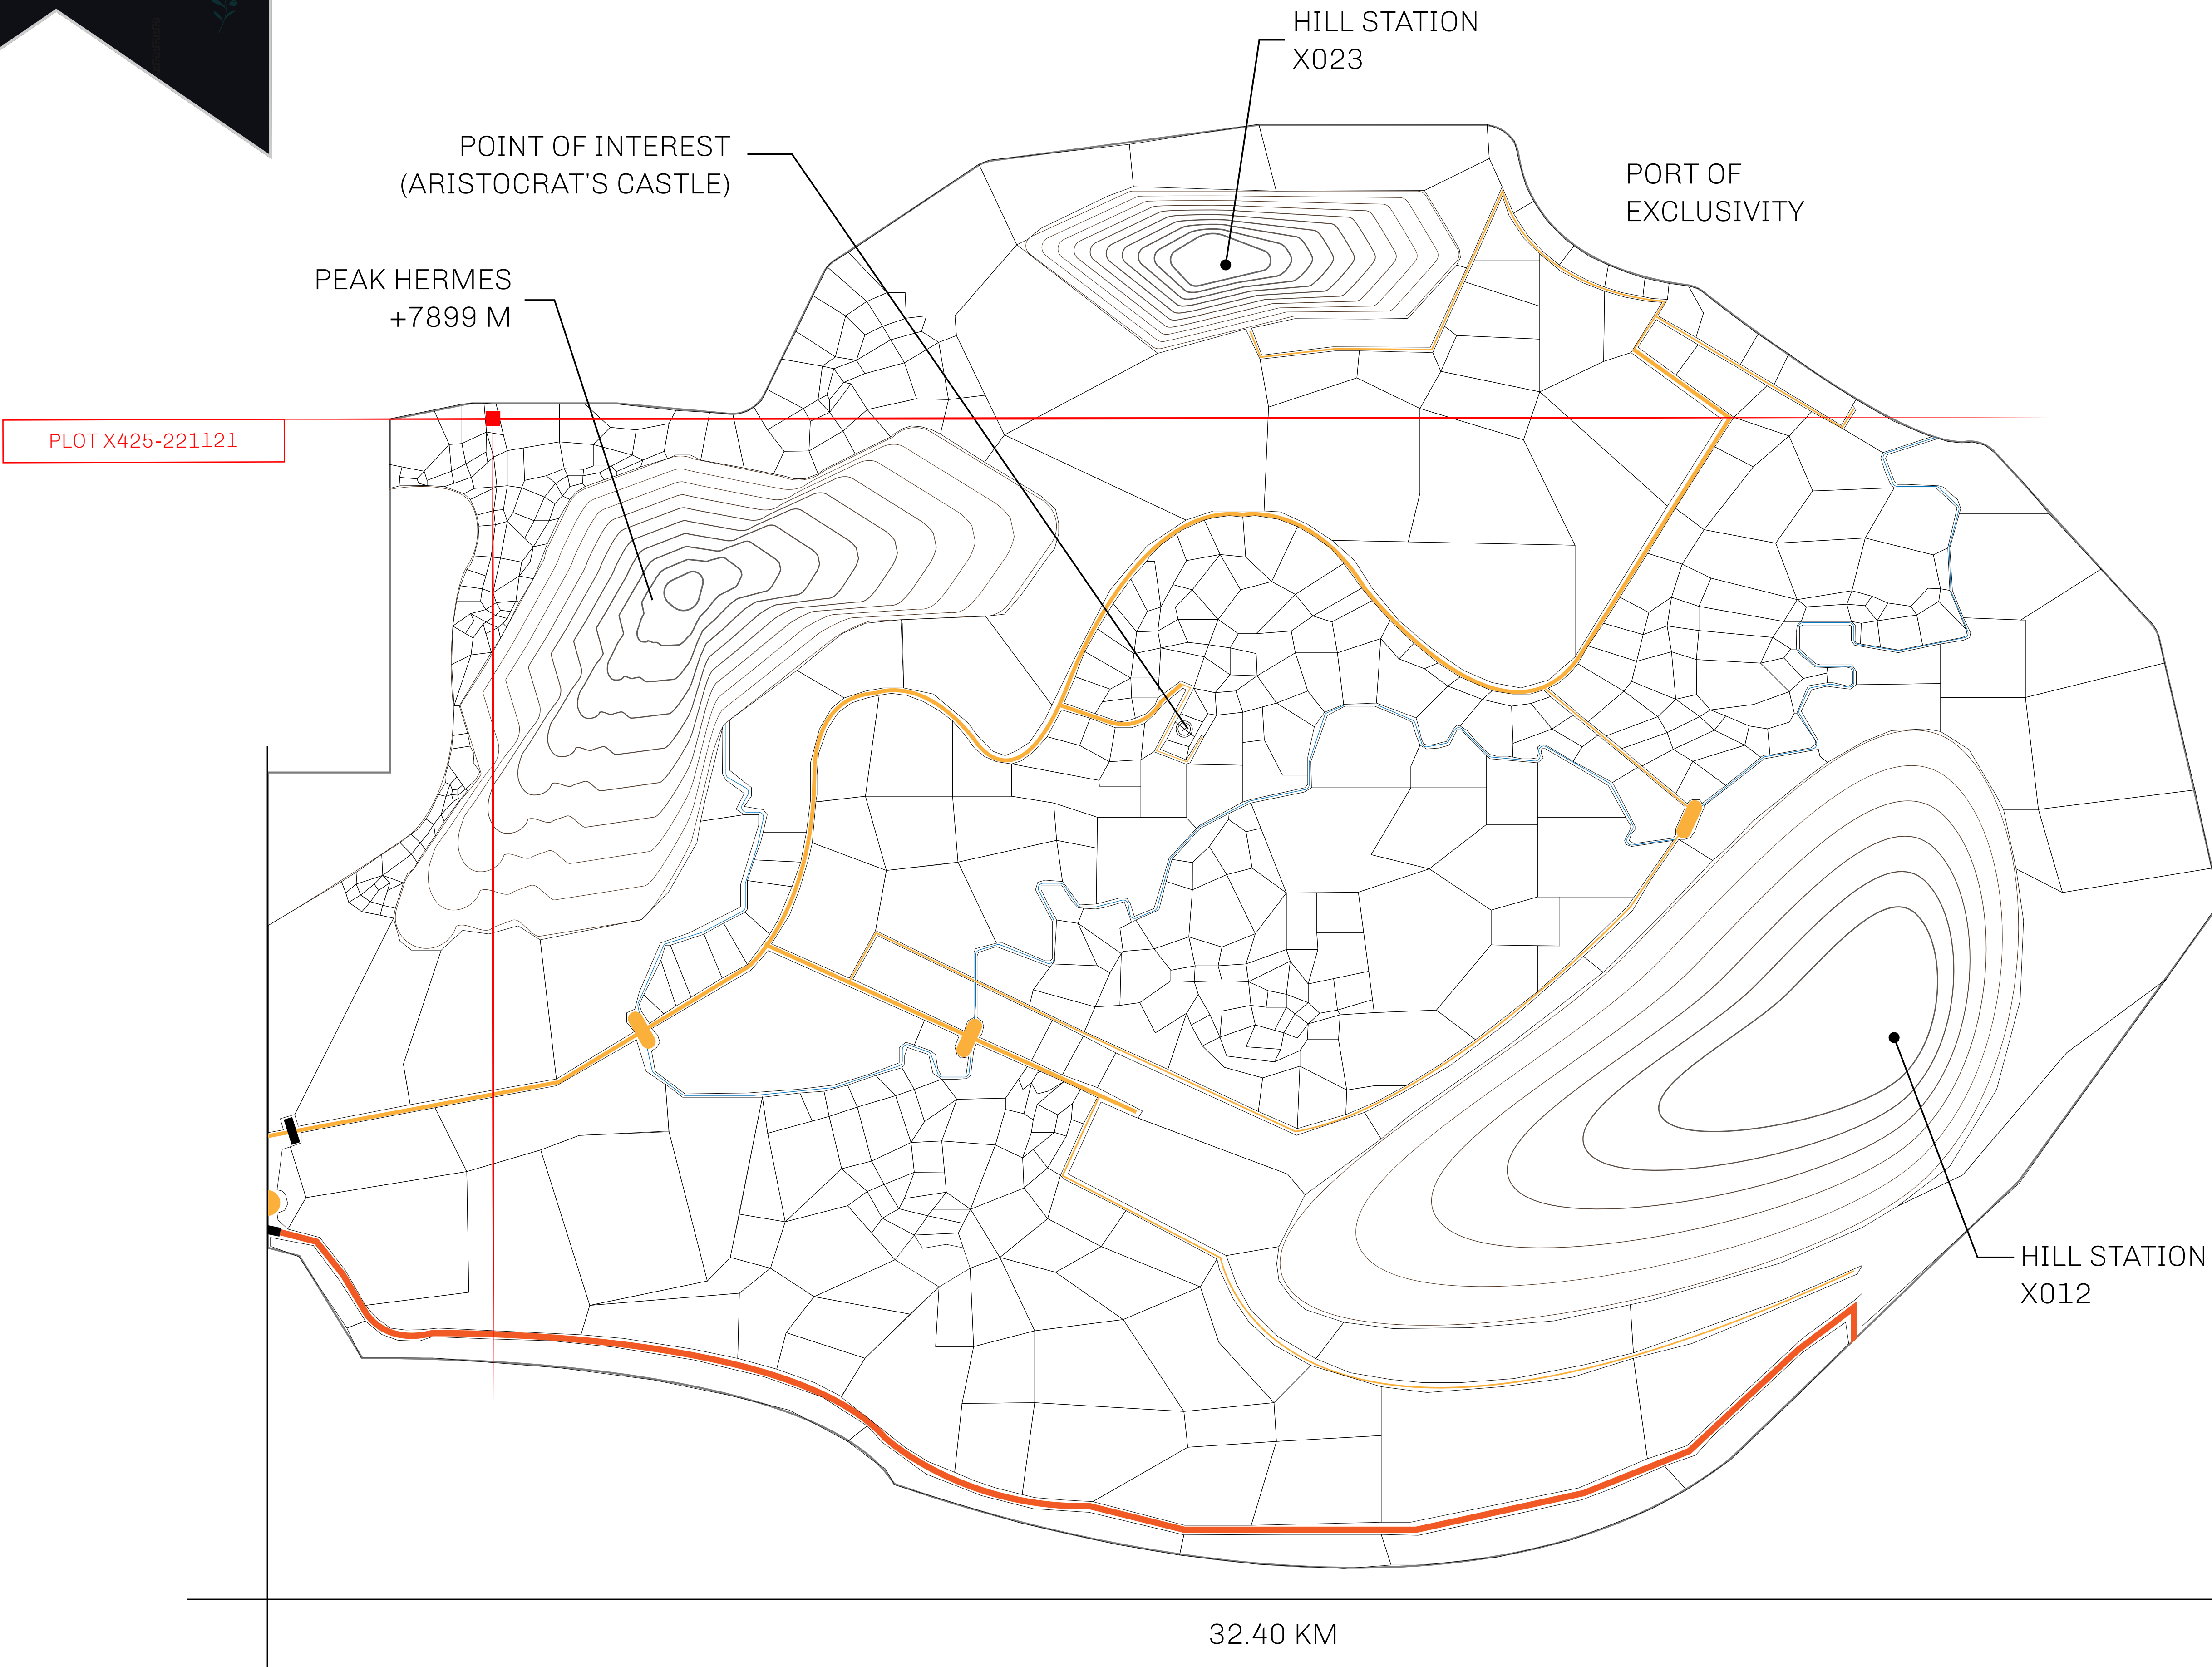 HILL STATION
X023
POINT OF INTEREST
(ARISTOCRAT'S CASTLE)
PORT OF
EXCLUSIVITY
PEAK HERMES
+7899 M
PLOT X425-221121
HILL STATION
X012
32.40 KM